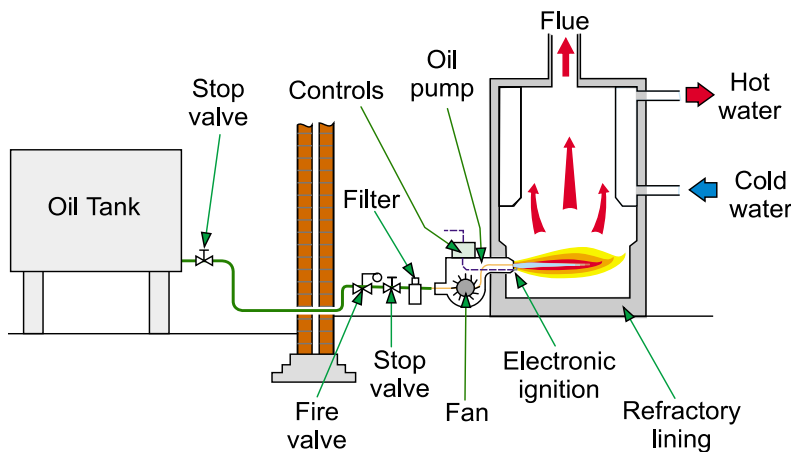 Flue
Oil
pump
Stop
valve
Controls
Hot
water
Oil Tank
Filter
Cold
water
Fire
valve
Stop
valve
Fan
Electronic
ignition
Refractory
lining